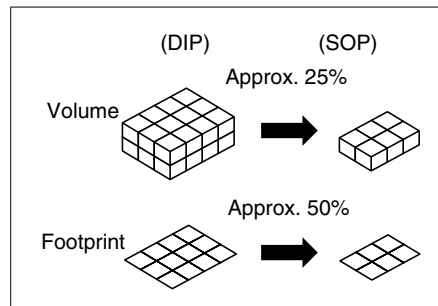 (DIP) (SOP)
Approx. 25%
Volume
Approx. 50%
Footprint